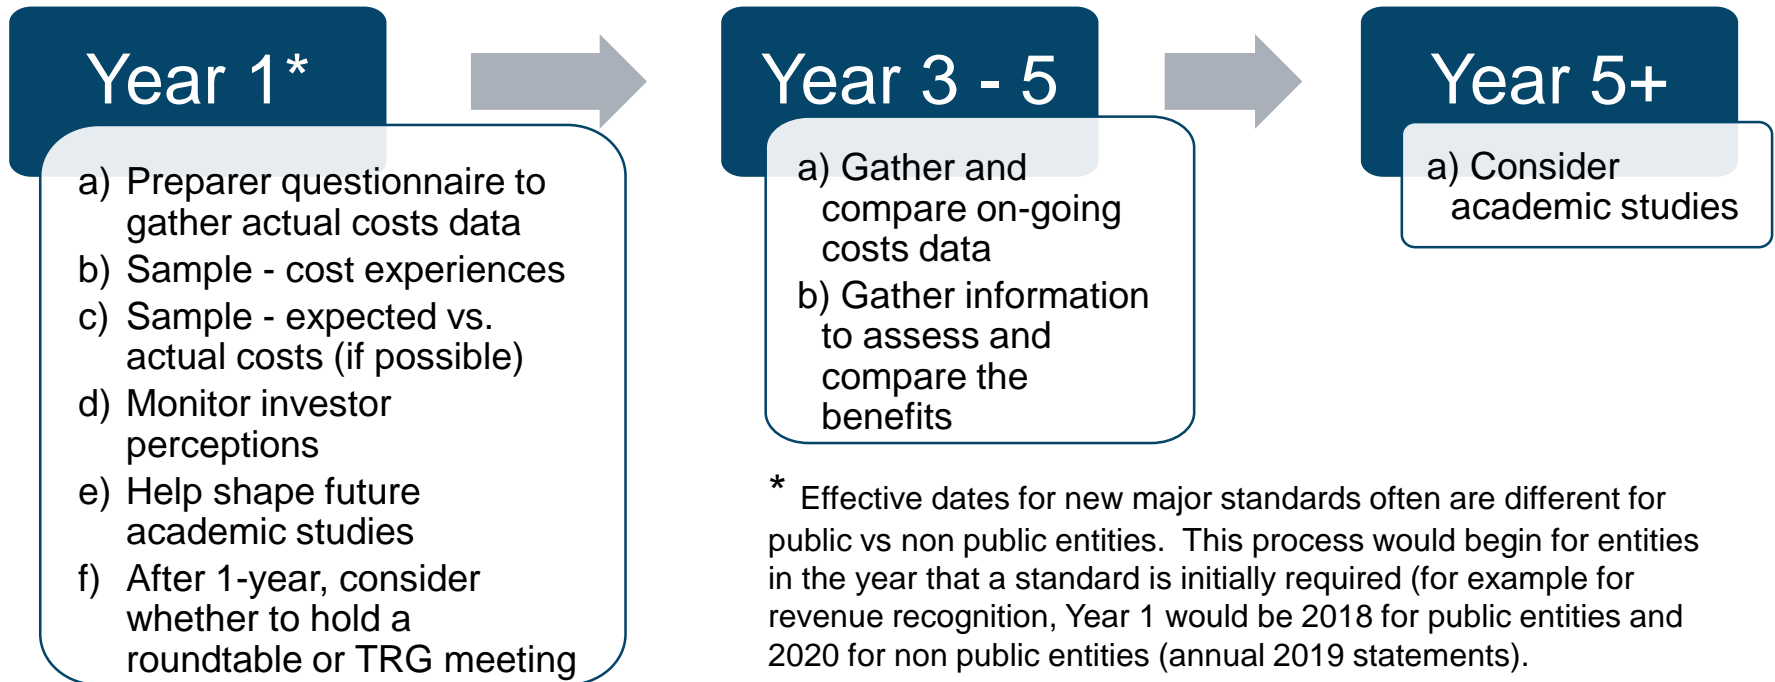 Year 1*
a) Preparer questionnaire to
gather actual costs data
b) Sample - cost experiences
c) Sample - expected vs.
actual costs (if possible)
d) Monitor investor
perceptions
e) Help shape future
academic studies
f) After 1-year, consider
whether to hold a
roundtable or TRG meeting
Year 3 - 5
a) Gather and
compare on-going
costs data
b) Gather information
to assess and
compare the
benefits
Year 5+
a) Consider
academic studies
* Effective dates for new major standards often are different for
public vs non public entities. This process would begin for entities
in the year that a standard is initially required (for example for
revenue recognition, Year 1 would be 2018 for public entities and
2020 for non public entities (annual 2019 statements).